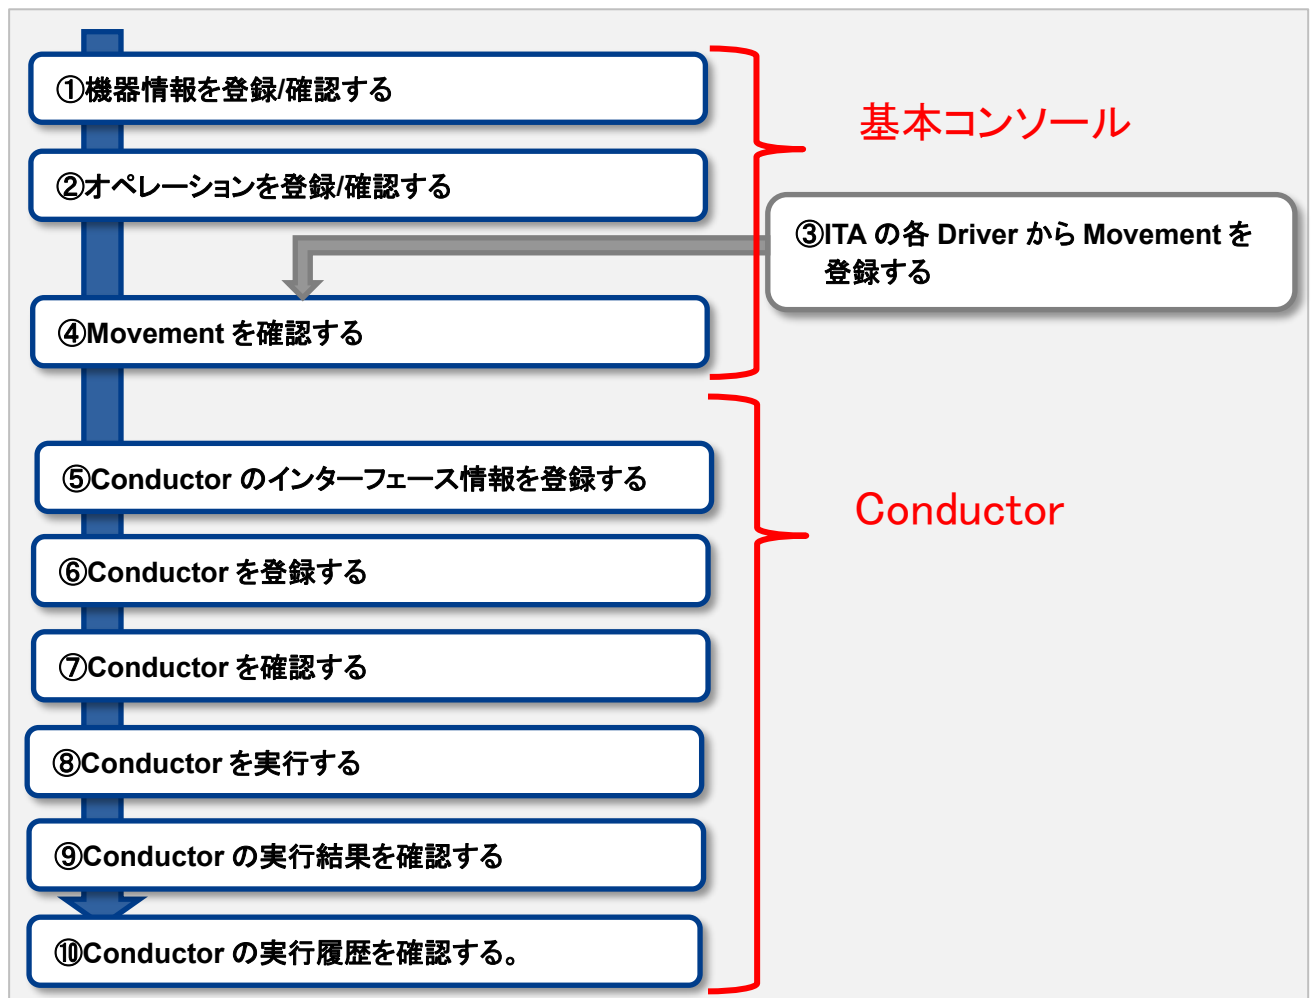 ①機器情報を登録/確認する
基本コンソール
②オペレーションを登録/確認する
③ITA の各 Driver から Movement を
登録する
④Movement を確認する
⑤Conductor のインターフェース情報を登録する
Conductor
⑥Conductor を登録する
⑦Conductor を確認する
⑧Conductor を実行する
⑨Conductor の実行結果を確認する
⑩Conductor の実行履歴を確認する。